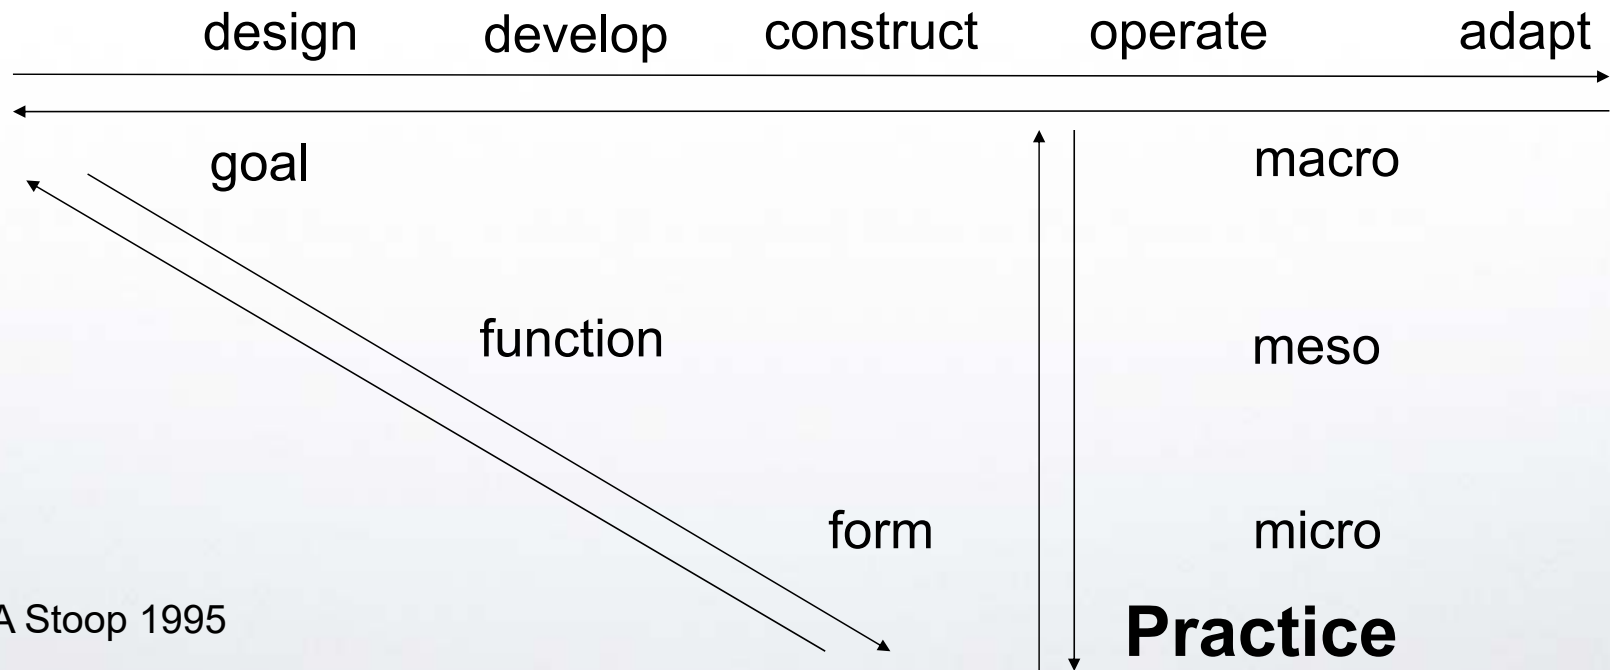 design develop construct operate adapt
goal macro
function meso
form micro
A Stoop 1995
Practice